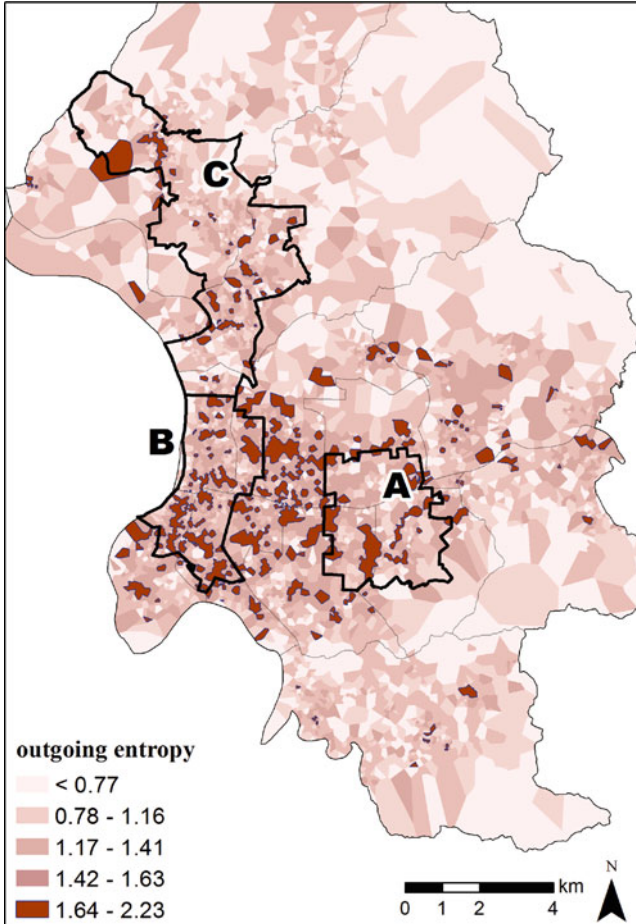 C
B
A
outgoing entropy
< 0.77
0.78 - 1.16
1.17 - 1.41
1.42 - 1.63
1.64 - 2.23
N
km
0 1 2 4